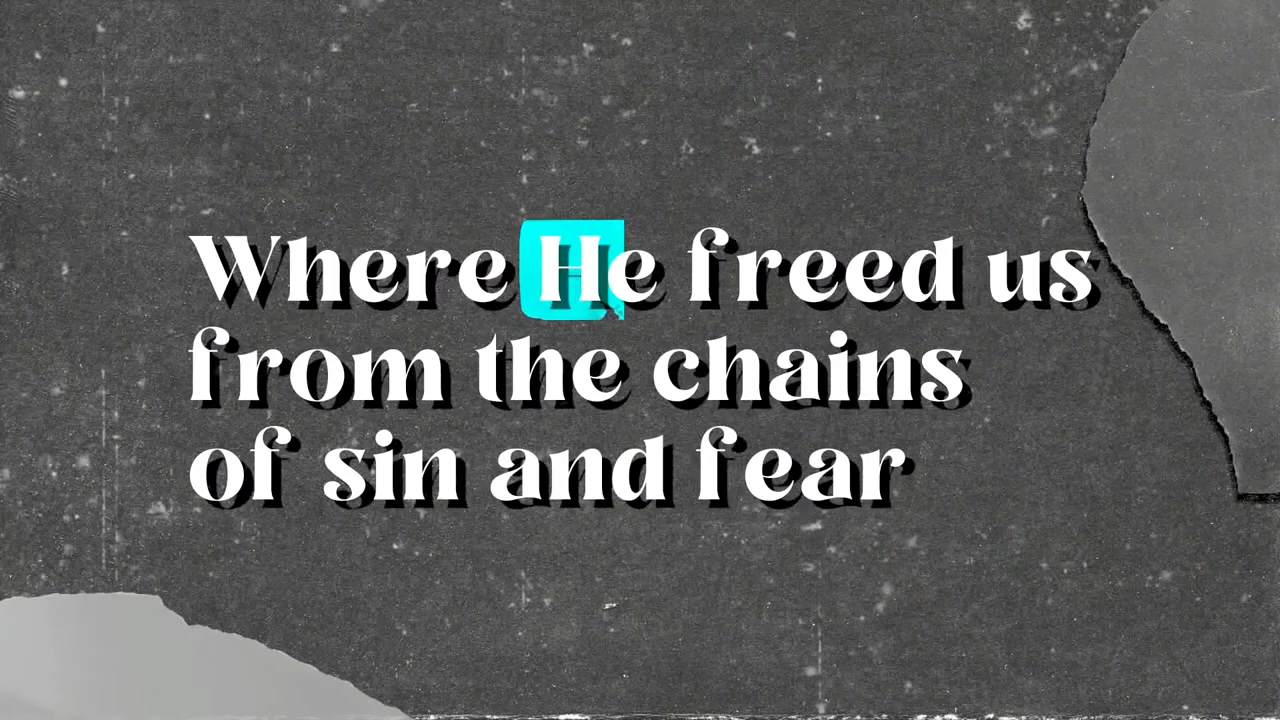 Where He freed us
from the chains
of sin and fear